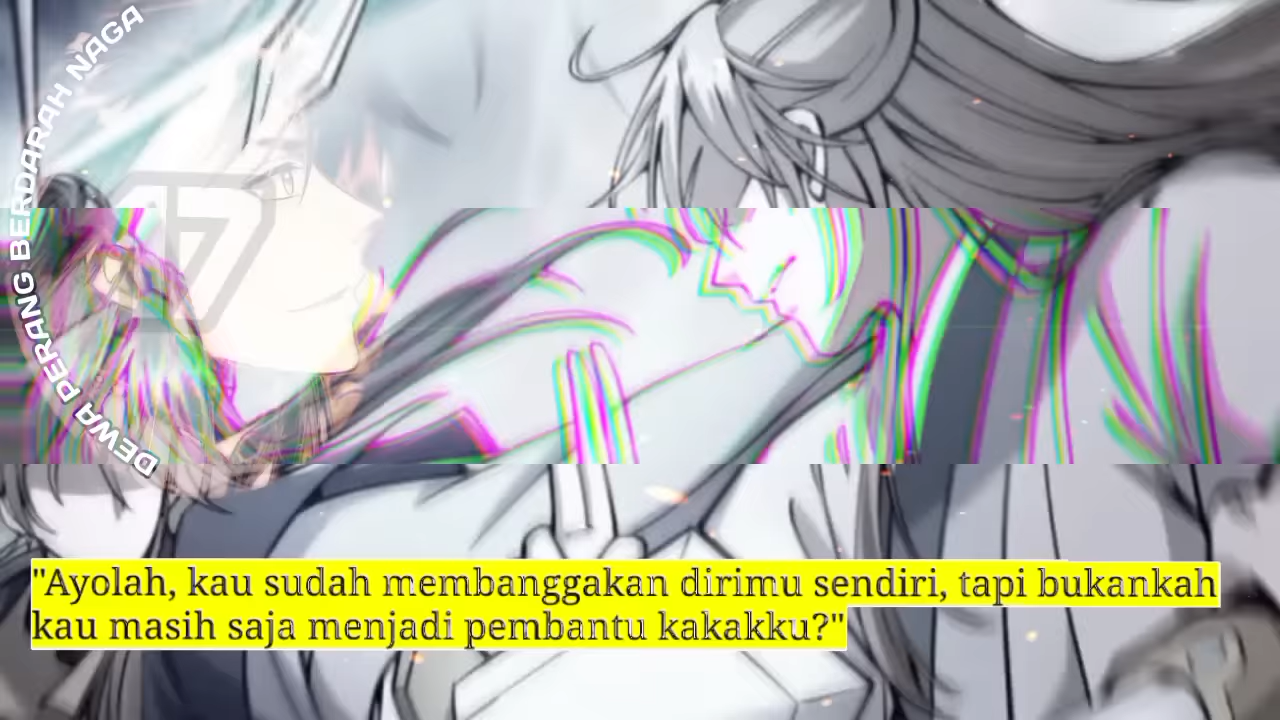 DEWA PERANG BERDARAH NAGA
"Ayolah, kau sudah membanggakan dirimu sendiri, tapi bukankah
kau masih saja menjadi pembantu kakakku?"